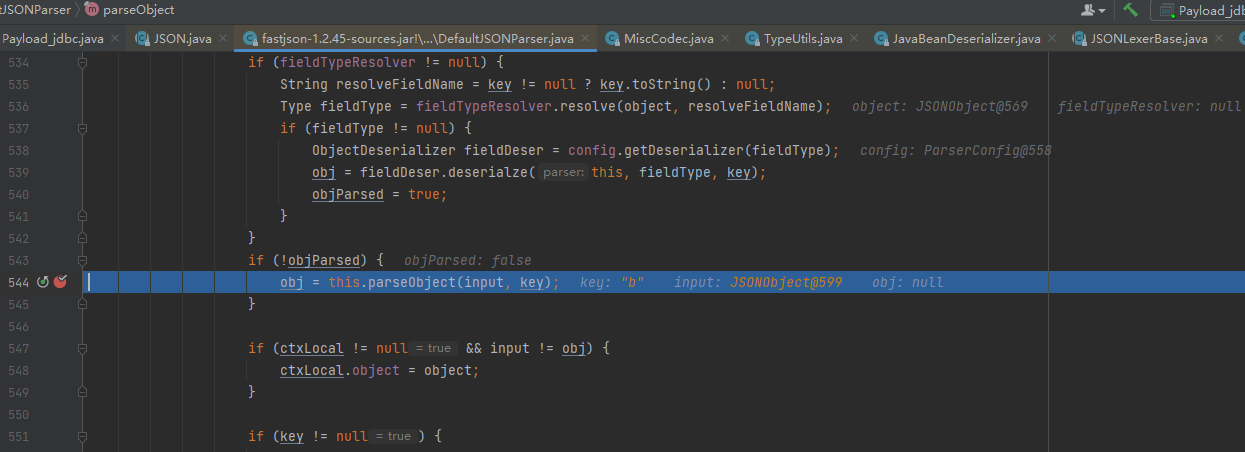 tJSONParser parseObject Payload_jdb
Payload_jdbc.java JSON.java fastjson-1.2.45-sources.jar!\...\DefaultJSONParser.java MiscCodec.java TypeUtils.java JavaBeanDeserializer.java JSONLexerBase.java
534 if (fieldTypeResolver != null) {
535 String resolveFieldName = key != null ? key.toString() : null;
536 Type fieldType = fieldTypeResolver.resolve(object, resolveFieldName); object: JSONObject@569 fieldTypeResolver: null
537 if (fieldType != null) {
538 ObjectDeserializer fieldDeser = config.getDeserializer(fieldType); config: ParserConfig@558
539 obj = fieldDeser.deserialze( parser: this, fieldType, key);
540 objParsed = true;
541 }
542 }
543 if (!objParsed) { objParsed: false
544 obj = this.parseObject(input, key); key: "b" input: JSONObject@599 obj: null
545 }
546
547 if (ctxLocal != null = true && input != obj) {
548 ctxLocal.object = object;
549 }
550
551 if (key != null = true ) {